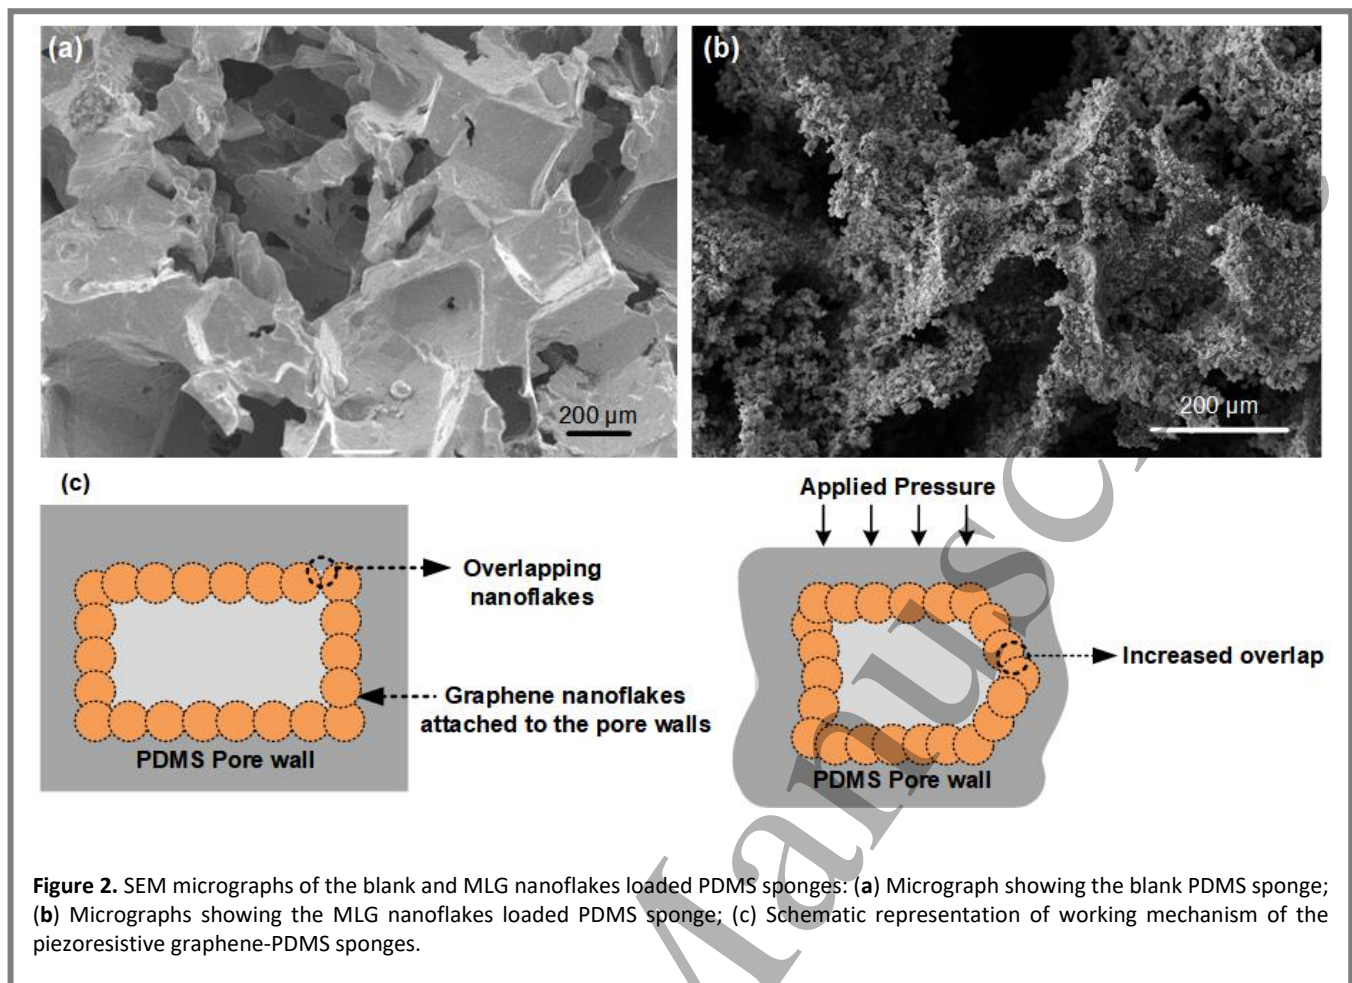 (a)
(b)
200 µm
200 µm
(c)
Applied Pressure
Overlapping
nanoflakes
Increased overlap
Graphene nanoflakes
attached to the pore walls
PDMS Pore wall
PDMS Pore wall
Figure 2. SEM micrographs of the blank and MLG nanoflakes loaded PDMS sponges: (a) Micrograph showing the blank PDMS sponge;
(b) Micrographs showing the MLG nanoflakes loaded PDMS sponge; (c) Schematic representation of working mechanism of the
piezoresistive graphene-PDMS sponges.